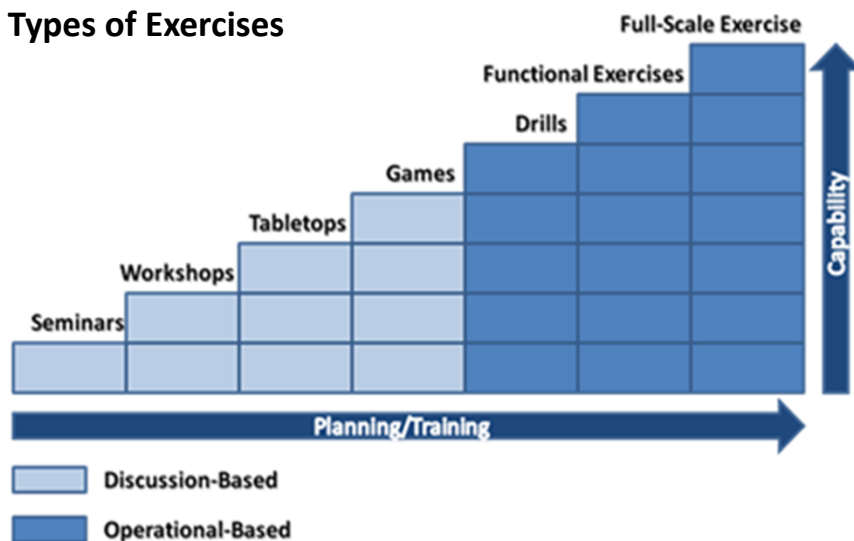 Types of Exercises
Full-Scale Exercise
Functional Exercises
Drills
Games
Tabletops
Workshops
Seminars
Capability
Planning/Training
Discussion-Based
Operational-Based